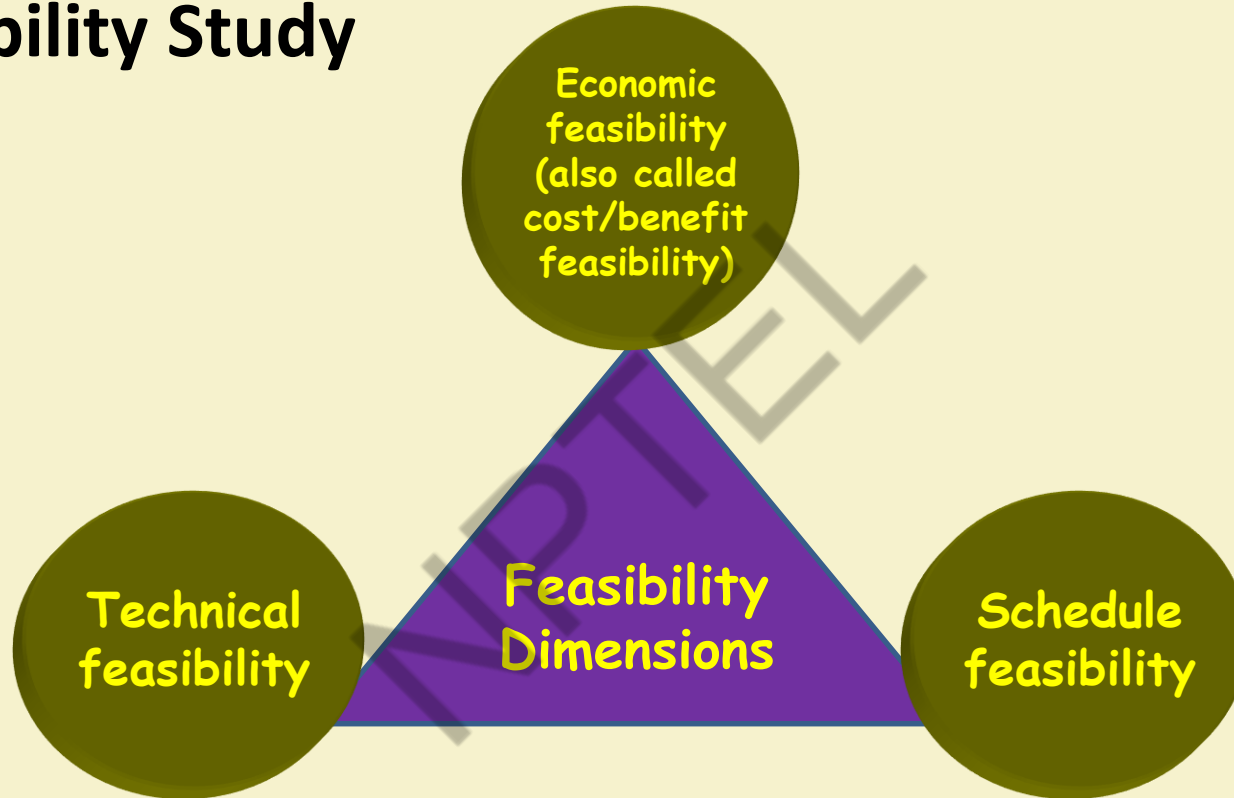 bility Study
Economic
feasibility
(also called
cost/benefit
feasibility)
Feasibility
Dimensions
Technical
feasibility
Schedule
feasibility
NPTEL